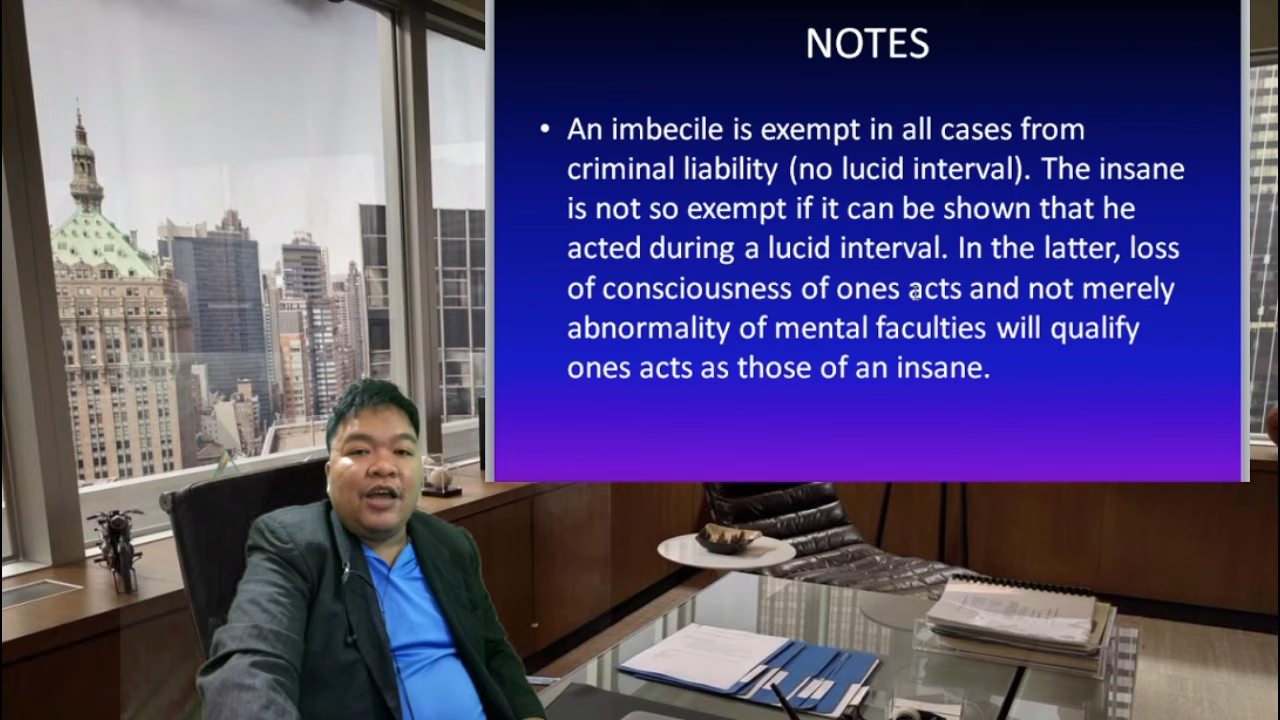 NOTES
• An imbecile is exempt in all cases from
criminal liability (no lucid interval). The insane
is not so exempt if it can be shown that he
acted during a lucid interval. In the latter, loss
of consciousness of ones acts and not merely
abnormality of mental faculties will qualify
ones acts as those of an insane.